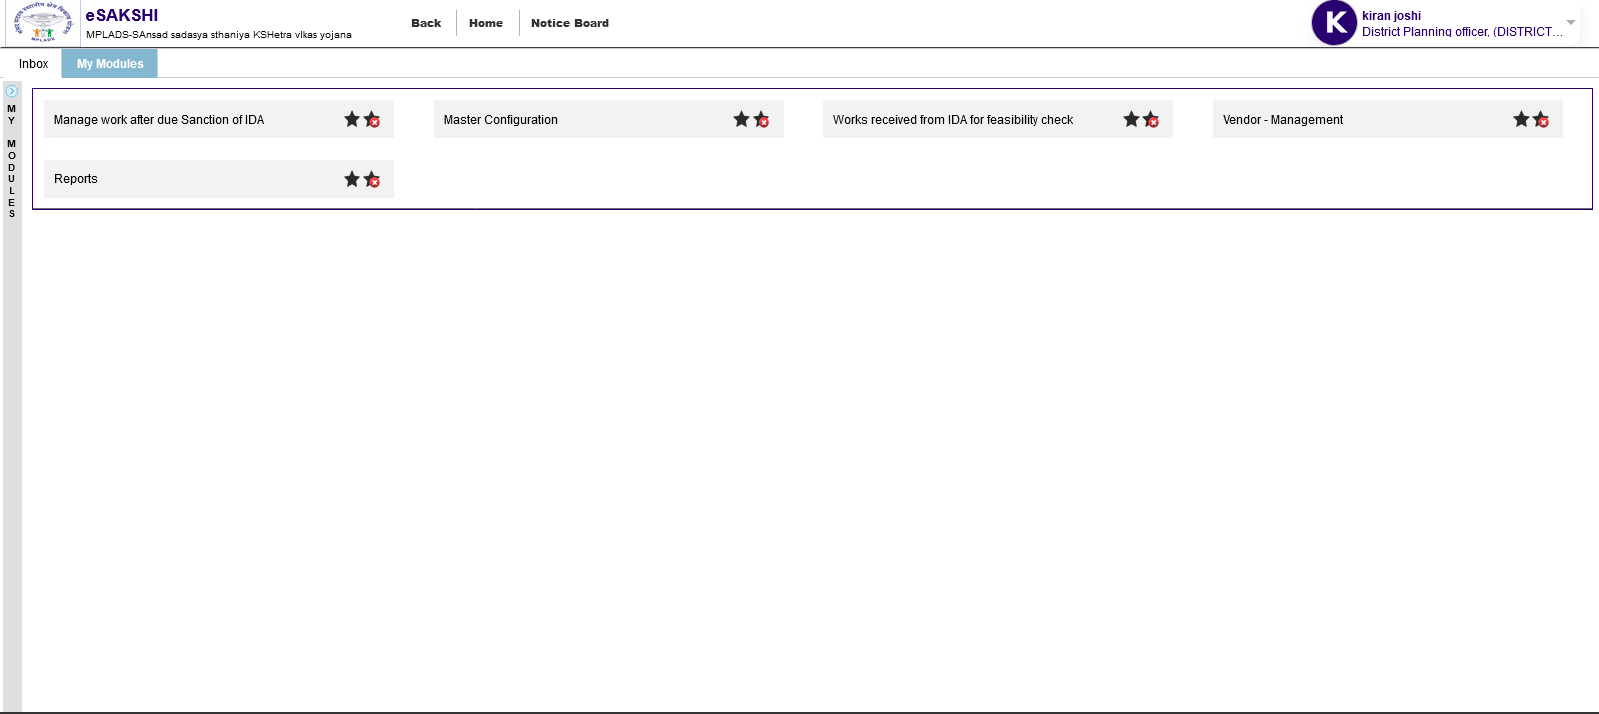 eSAKSHI
MPLADS-SAnsad sadasya sthaniya KSHetra vIkas yojana
Back
Home
Notice Board
K
kiran joshi
District Planning officer, (DISTRICT...
Inbox
My Modules
MY MODULES
Manage work after due Sanction of IDA
Master Configuration
Works received from IDA for feasibility check
Vendor - Management
Reports
MPLADS